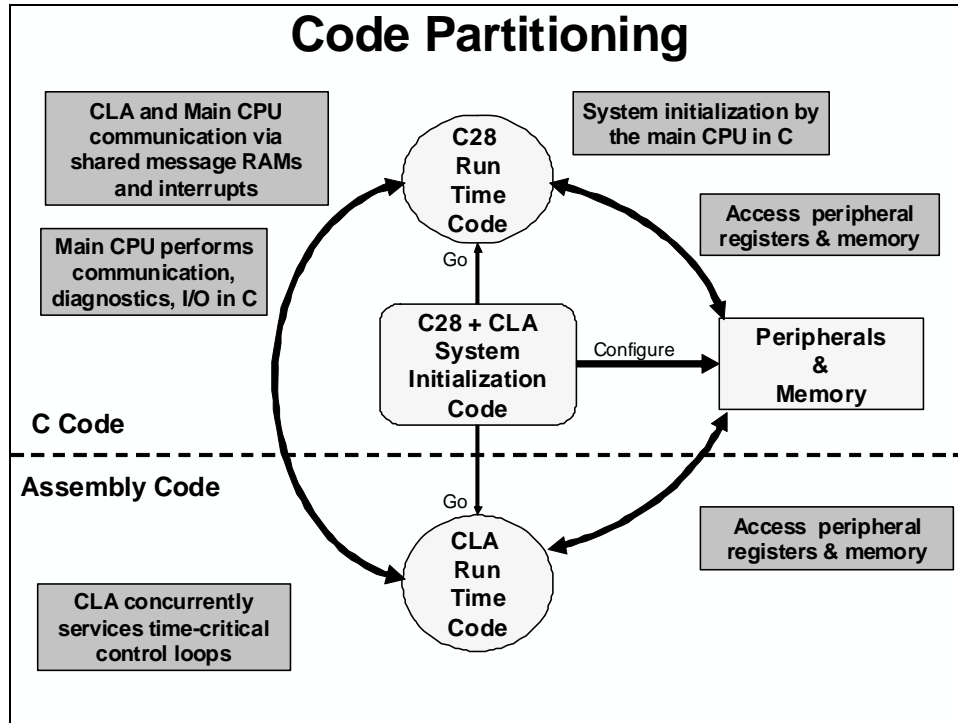 Code Partitioning
CLA and Main CPU
communication via
shared message RAMs
and interrupts
C28
Run
Time
Code
System initialization by
the main CPU in C
Access peripheral
registers & memory
Main CPU performs
communication,
diagnostics, I/O in C
Go
C28 + CLA
System
Initialization
Code
Configure
Peripherals
&
Memory
C Code
Assembly Code
Go
CLA
Run
Time
Code
Access peripheral
registers & memory
CLA concurrently
services time-critical
control loops